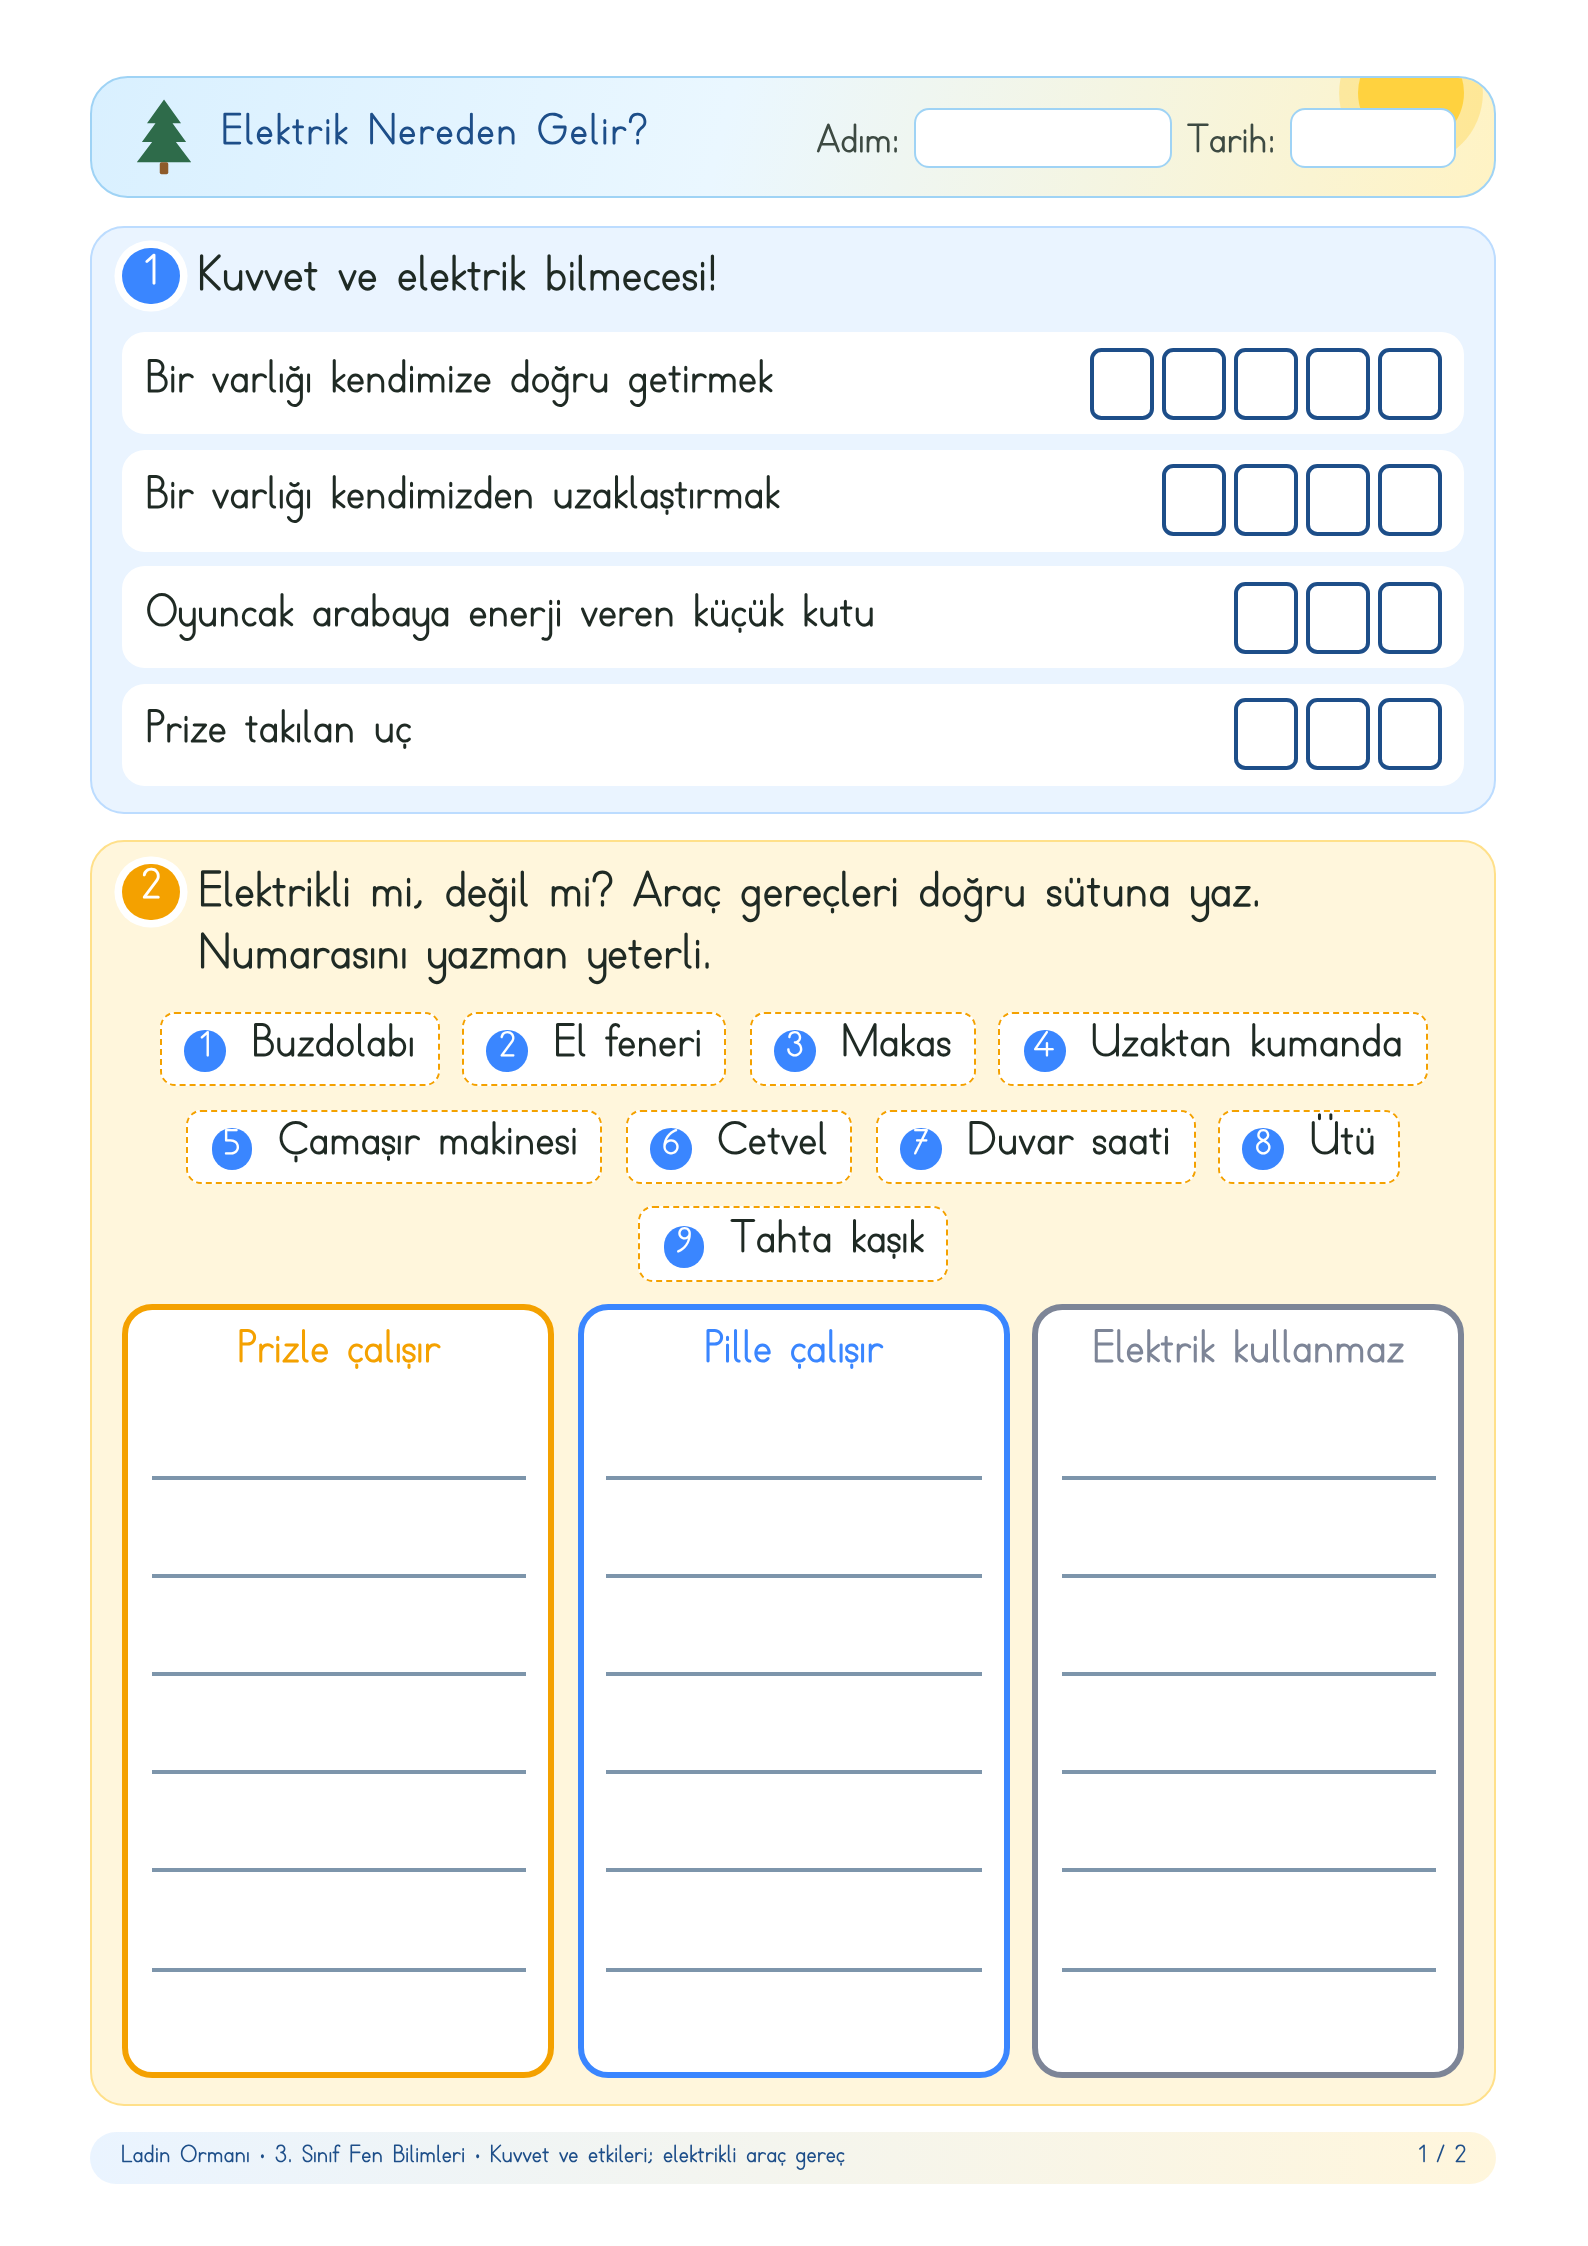 Elektrik Nereden Gelir?
Adım:
Tarih:
1 Kuvvet ve elektrik bilmecesi!
Bir varlığı kendimize doğru getirmek
Bir varlığı kendimizden uzaklaştırmak
Oyuncak arabaya enerji veren küçük kutu
Prize takılan uç
2 Elektrikli mi, değil mi? Araç gereçleri doğru sütuna yaz.
Numarasını yazman yeterli.
1 Buzdolabı 2 El feneri 3 Makas 4 Uzaktan kumanda
5 Çamaşır makinesi 6 Cetvel 7 Duvar saati 8 Ütü
9 Tahta kaşık
Prizle çalışır
Pille çalışır
Elektrik kullanmaz
Ladin Ormanı • 3. Sınıf Fen Bilimleri • Kuvvet ve etkileri; elektrikli araç gereç
1 / 2